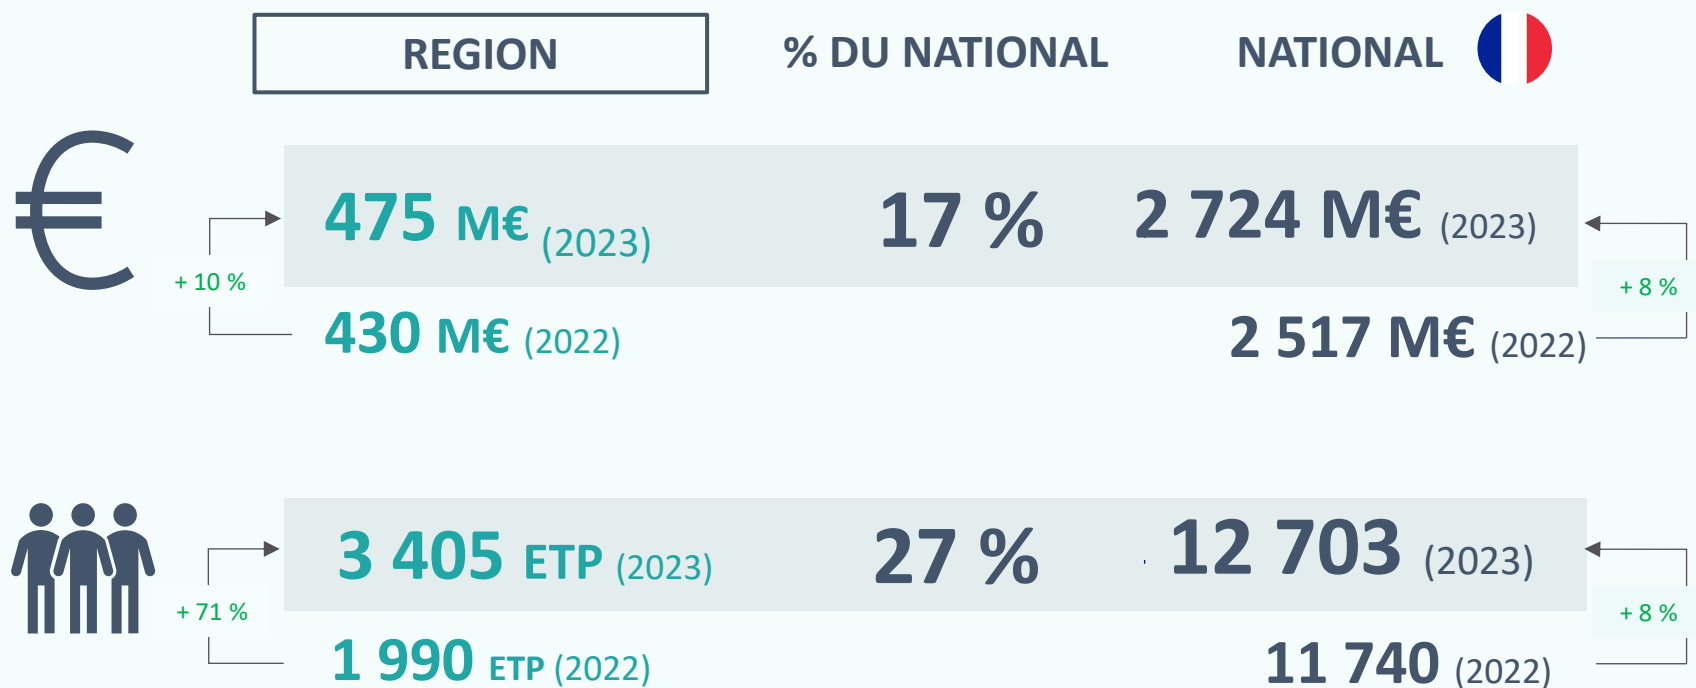 REGION % DU NATIONAL NATIONAL
475 M€ (2023) 17 % 2 724 M€ (2023)
+ 10 % + 8 %
430 M€ (2022) 2 517 M€ (2022)
3 405 ETP (2023) 27 % 12 703 (2023)
+ 71 % + 8 %
1 990 ETP (2022) 11 740 (2022)